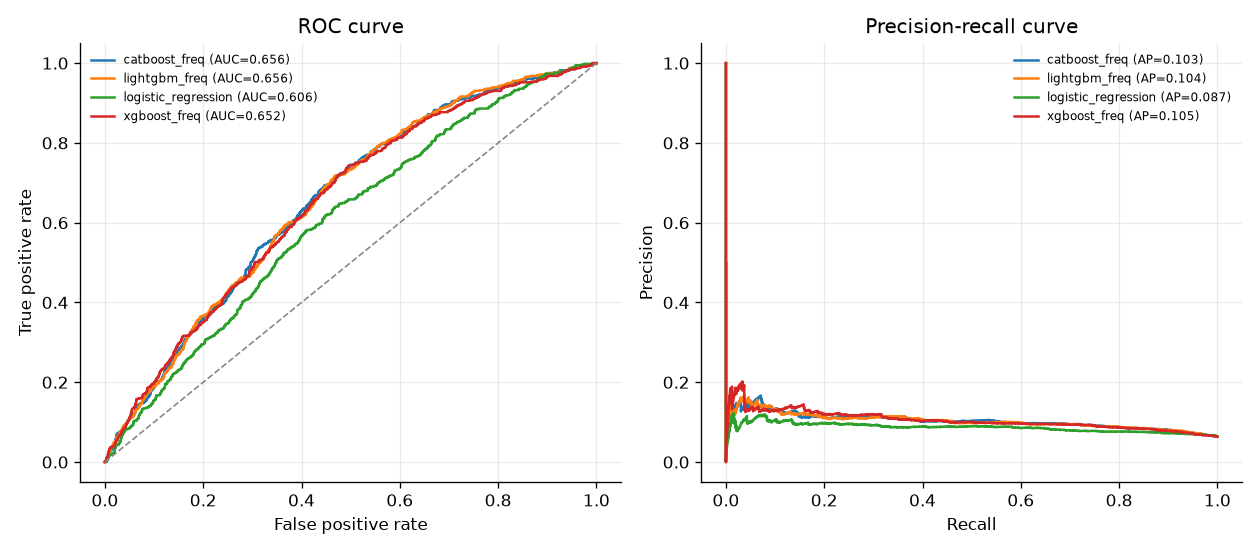 ROC curve
catboost_freq (AUC=0.656)
lightgbm_freq (AUC=0.656)
logistic_regression (AUC=0.606)
xgboost_freq (AUC=0.652)
True positive rate
1.0
0.8
0.6
0.4
0.2
0.0
0.0 0.2 0.4 0.6 0.8 1.0
False positive rate
Precision-recall curve
catboost_freq (AP=0.103)
lightgbm_freq (AP=0.104)
logistic_regression (AP=0.087)
xgboost_freq (AP=0.105)
Precision
1.0
0.8
0.6
0.4
0.2
0.0
0.0 0.2 0.4 0.6 0.8 1.0
Recall